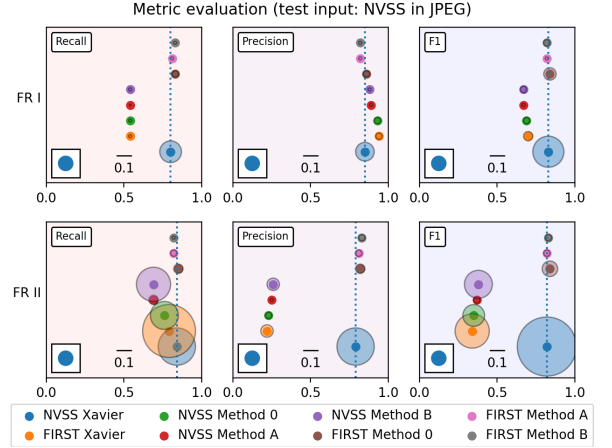 Metric evaluation (test input: NVSS in JPEG)
Recall
Precision
F1
FR I
0.1
0.1
0.1
0.0 0.5 1.0
0.0 0.5 1.0
0.0 0.5 1.0
Recall
Precision
F1
FR II
0.1
0.1
0.1
0.0 0.5 1.0
0.0 0.5 1.0
0.0 0.5 1.0
NVSS Xavier NVSS Method 0 NVSS Method B FIRST Method A
FIRST Xavier NVSS Method A FIRST Method 0 FIRST Method B